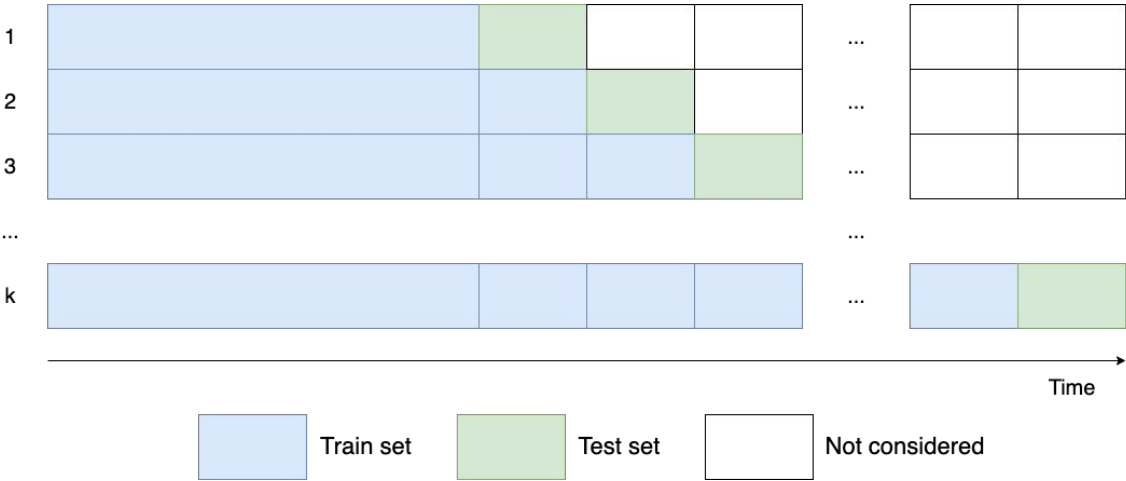 1 ...
2 ...
3 ...
... ...
k ...
Time
Train set Test set Not considered